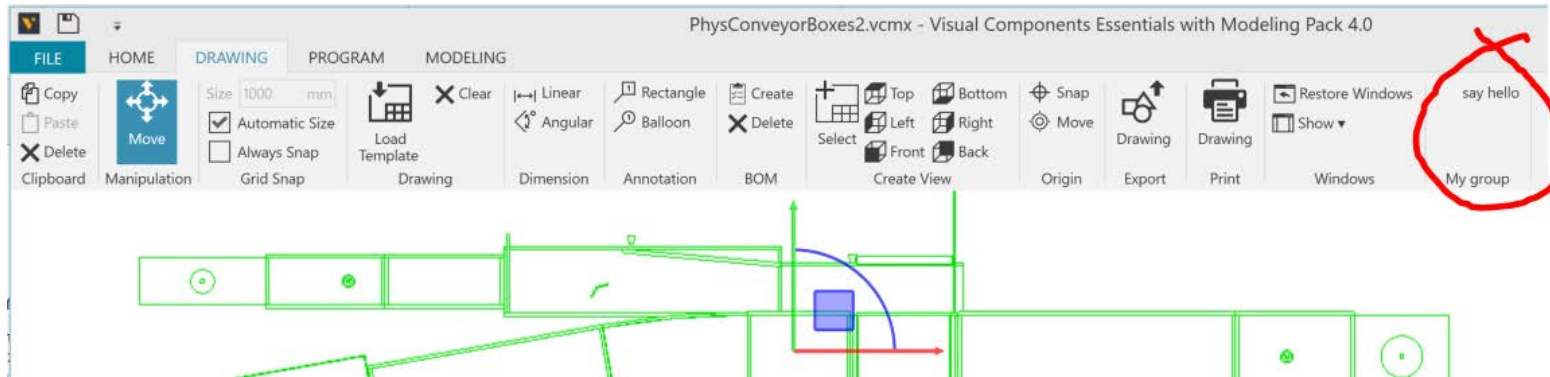 PhysConveyorBoxes2.vcmx - Visual Components Essentials with Modeling Pack 4.0
FILE HOME DRAWING PROGRAM MODELING
Copy
Paste
Delete
Clipboard
Move
Manipulation
Size 1000 mm
Automatic Size
Always Snap
Grid Snap
Load
Template
Clear
Drawing
Linear
Angular
Dimension
Rectangle
Balloon
Annotation
Create
Delete
BOM
Select
Top Bottom
Left Right
Front Back
Create View
Snap
Move
Origin
Drawing
Export
Drawing
Print
Restore Windows
Show
Windows
say hello
My group